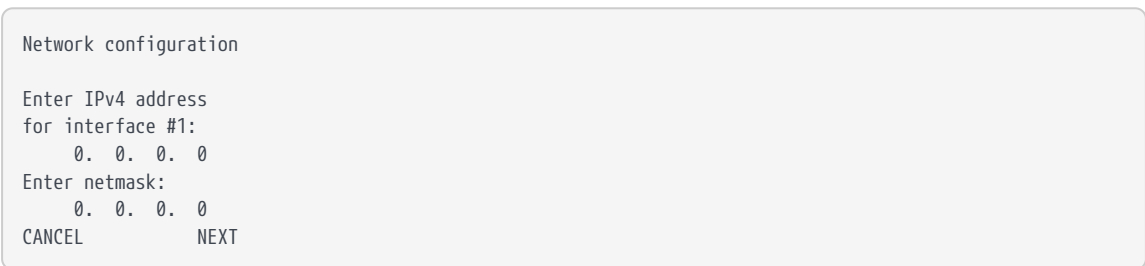 Network configuration
Enter IPv4 address
for interface #1:
0. 0. 0. 0
Enter netmask:
0. 0. 0. 0
CANCEL NEXT